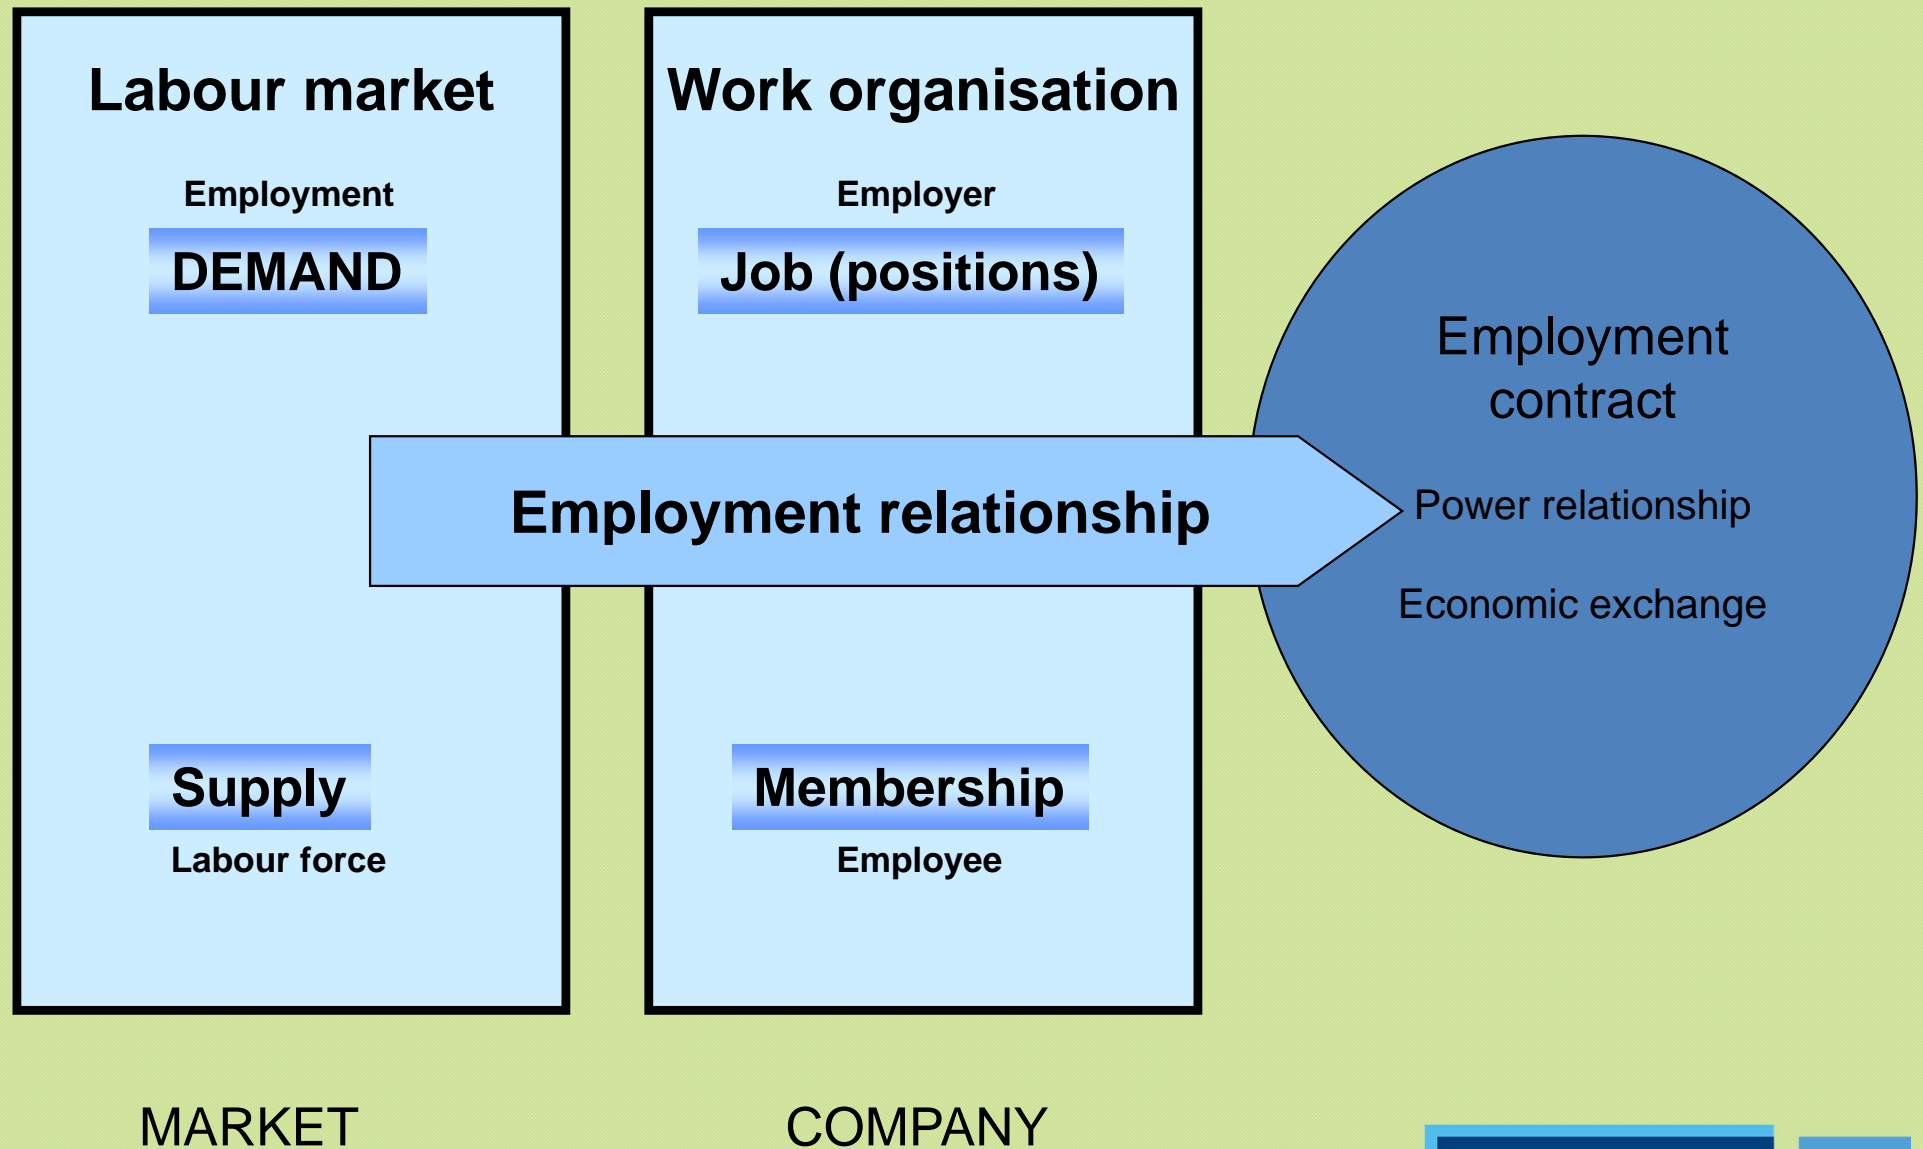 Labour market
Employment
DEMAND
Supply
Labour force
Work organisation
Employer
Job (positions)
Membership
Employee
Employment relationship
Employment
contract
Power relationship
Economic exchange
MARKET
COMPANY